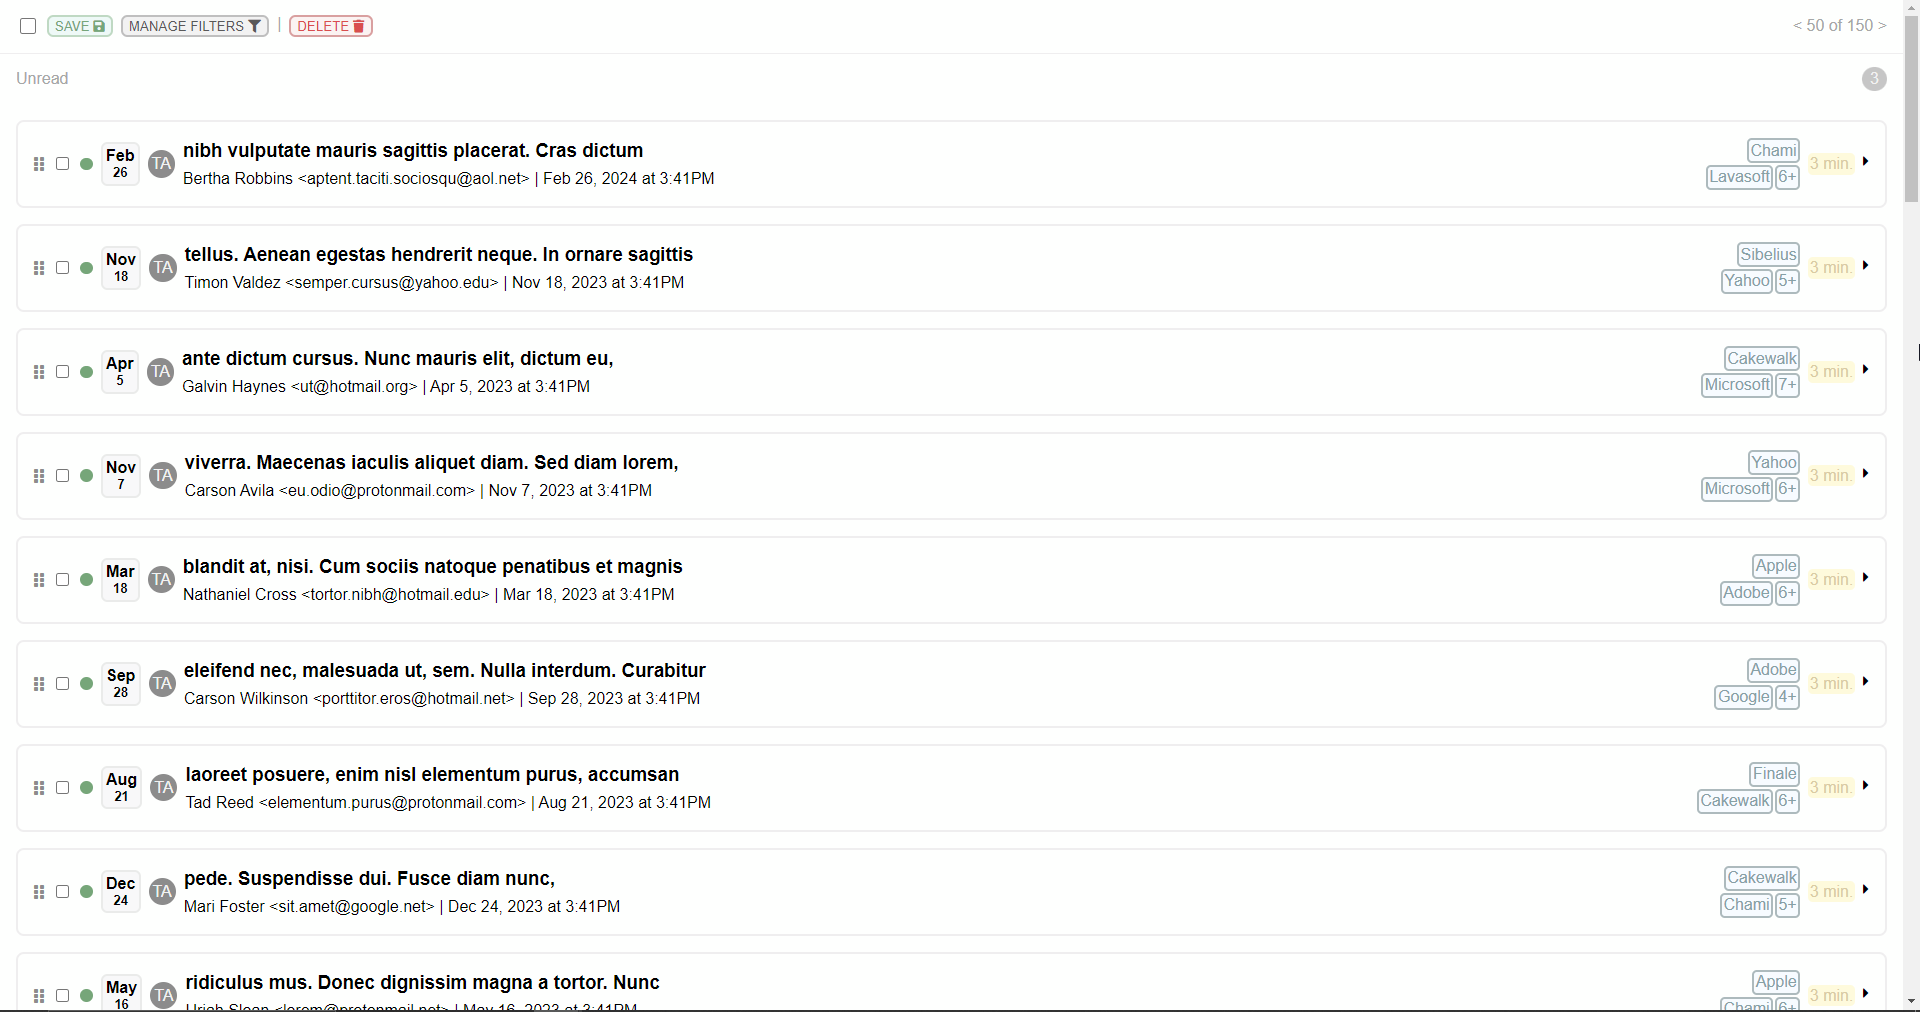 SAVE MANAGE FILTERS | DELETE < 50 of 150 >
Unread 3
Feb 26 TA nibh vulputate mauris sagittis placerat. Cras dictum
Bertha Robbins <aptent.taciti.sociosqu@aol.net> | Feb 26, 2024 at 3:41PM
Chami
Lavasoft 6+
3 min.
Nov 18 TA tellus. Aenean egestas hendrerit neque. In ornare sagittis
Timon Valdez <semper.cursus@yahoo.edu> | Nov 18, 2023 at 3:41PM
Sibelius
Yahoo 5+
3 min.
Apr 5 TA ante dictum cursus. Nunc mauris elit, dictum eu,
Galvin Haynes <ut@hotmail.org> | Apr 5, 2023 at 3:41PM
Cakewalk
Microsoft 7+
3 min.
Nov 7 TA viverra. Maecenas iaculis aliquet diam. Sed diam lorem,
Carson Avila <eu.odio@protonmail.com> | Nov 7, 2023 at 3:41PM
Yahoo
Microsoft 6+
3 min.
Mar 18 TA blandit at, nisi. Cum sociis natoque penatibus et magnis
Nathaniel Cross <tortor.nibh@hotmail.edu> | Mar 18, 2023 at 3:41PM
Apple
Adobe 6+
3 min.
Sep 28 TA eleifend nec, malesuada ut, sem. Nulla interdum. Curabitur
Carson Wilkinson <porttitor.eros@hotmail.net> | Sep 28, 2023 at 3:41PM
Adobe
Google 4+
3 min.
Aug 21 TA laoreet posuere, enim nisl elementum purus, accumsan
Tad Reed <elementum.purus@protonmail.com> | Aug 21, 2023 at 3:41PM
Finale
Cakewalk 6+
3 min.
Dec 24 TA pede. Suspendisse dui. Fusce diam nunc,
Mari Foster <sit.amet@google.net> | Dec 24, 2023 at 3:41PM
Cakewalk
Chami 5+
3 min.
May 16 TA ridiculus mus. Donec dignissim magna a tortor. Nunc
<lorem@protonmail.net> | May 16, 2023 at 3:41PM
Apple
Chami 6+
3 min.